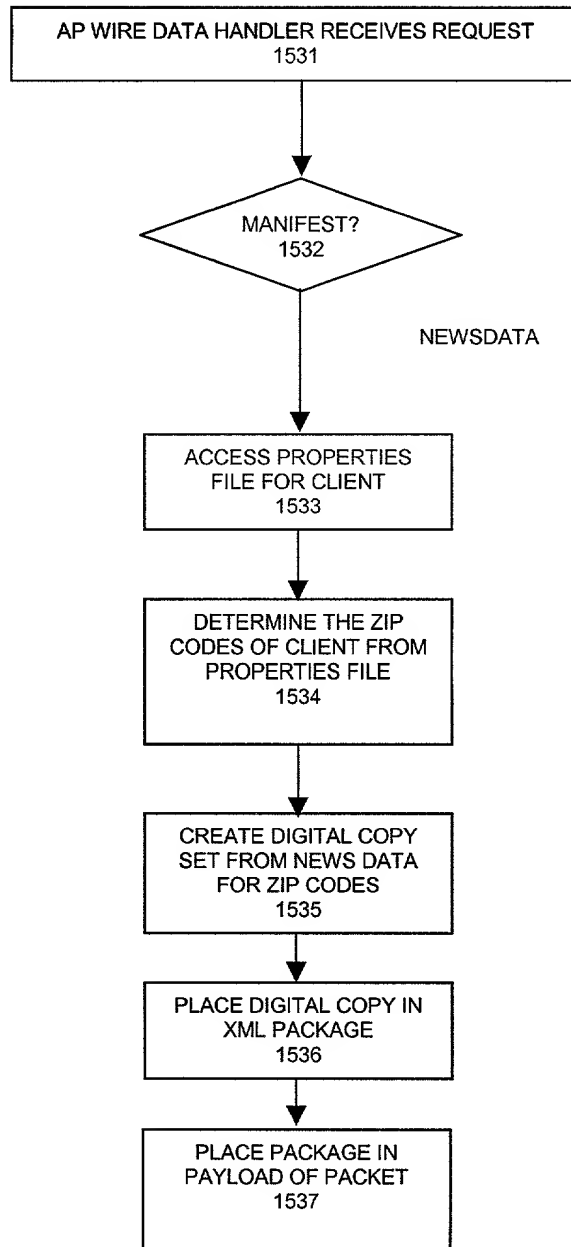 AP WIRE DATA HANDLER RECEIVES REQUEST
1531
MANIFEST?
1532
NEWSDATA
ACCESS PROPERTIES
FILE FOR CLIENT
1533
DETERMINE THE ZIP
CODES OF CLIENT FROM
PROPERTIES FILE
1534
CREATE DIGITAL COPY
SET FROM NEWS DATA
FOR ZIP CODES
1535
PLACE DIGITAL COPY IN
XML PACKAGE
1536
PLACE PACKAGE IN
PAYLOAD OF PACKET
1537